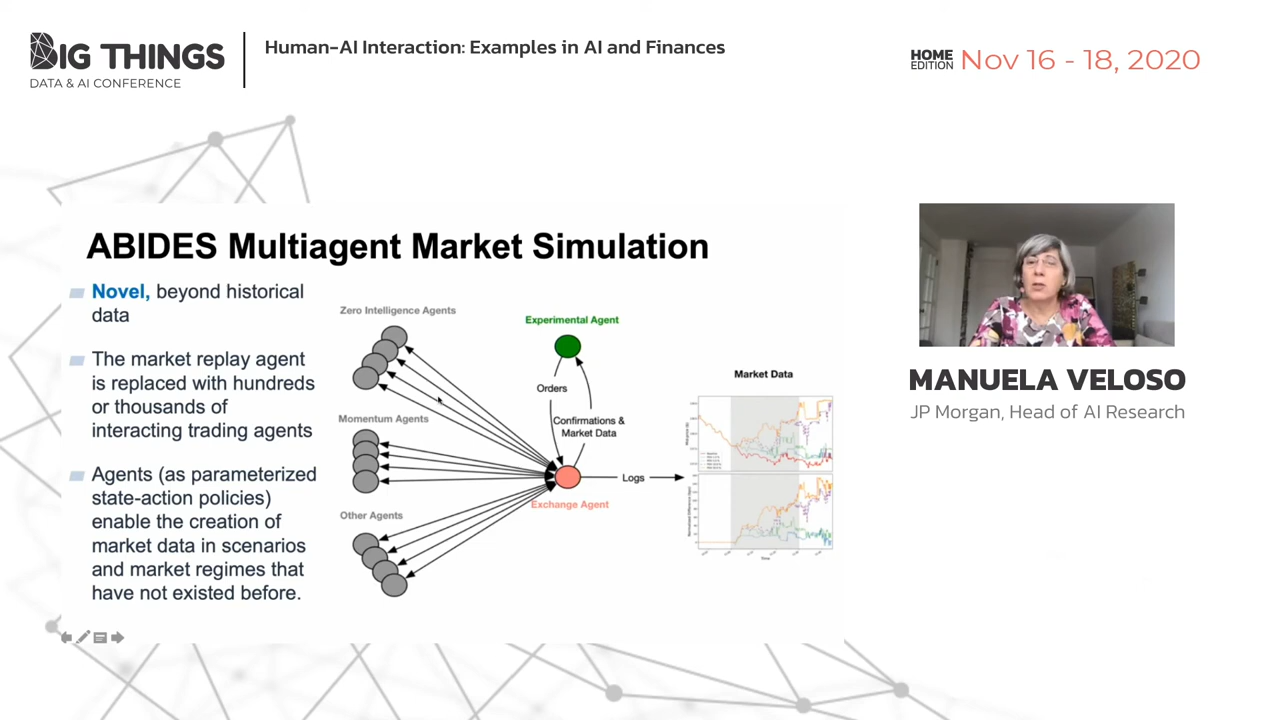 BIG THINGS
DATA & AI CONFERENCE
Human-AI Interaction: Examples in AI and Finances
HOME
EDITION
Nov 16 - 18, 2020
ABIDES Multiagent Market Simulation
Novel, beyond historical
data
The market replay agent
is replaced with hundreds
or thousands of
interacting trading agents
Agents (as parameterized
state-action policies)
enable the creation of
market data in scenarios
and market regimes that
have not existed before.
Zero Intelligence Agents
Momentum Agents
Other Agents
Experimental Agent
Orders
Confirmations &
Market Data
Exchange Agent
Logs
Market Data
Time
MANUELA VELOSO
JP Morgan, Head of AI Research